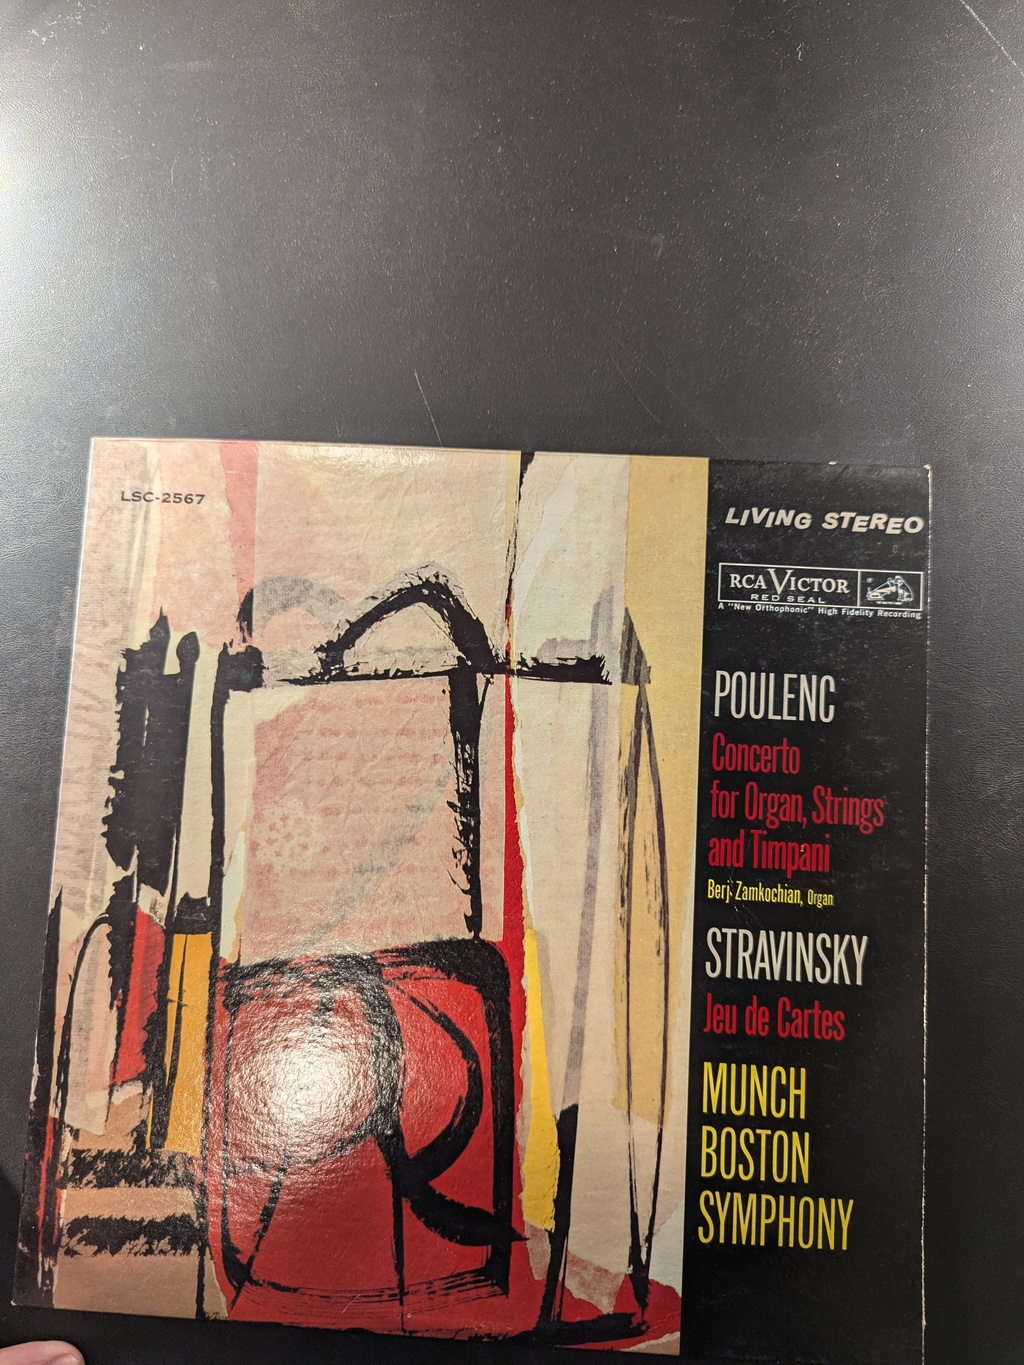 LSC-2567
LIVING STEREO
RCA VICTOR
RED SEAL
A "New Orthophonic" High Fidelity Recording
POULENC
Concerto
for Organ, Strings
and Timpani
Berj Zamkochian, Organ
STRAVINSKY
Jeu de Cartes
MUNCH
BOSTON
SYMPHONY